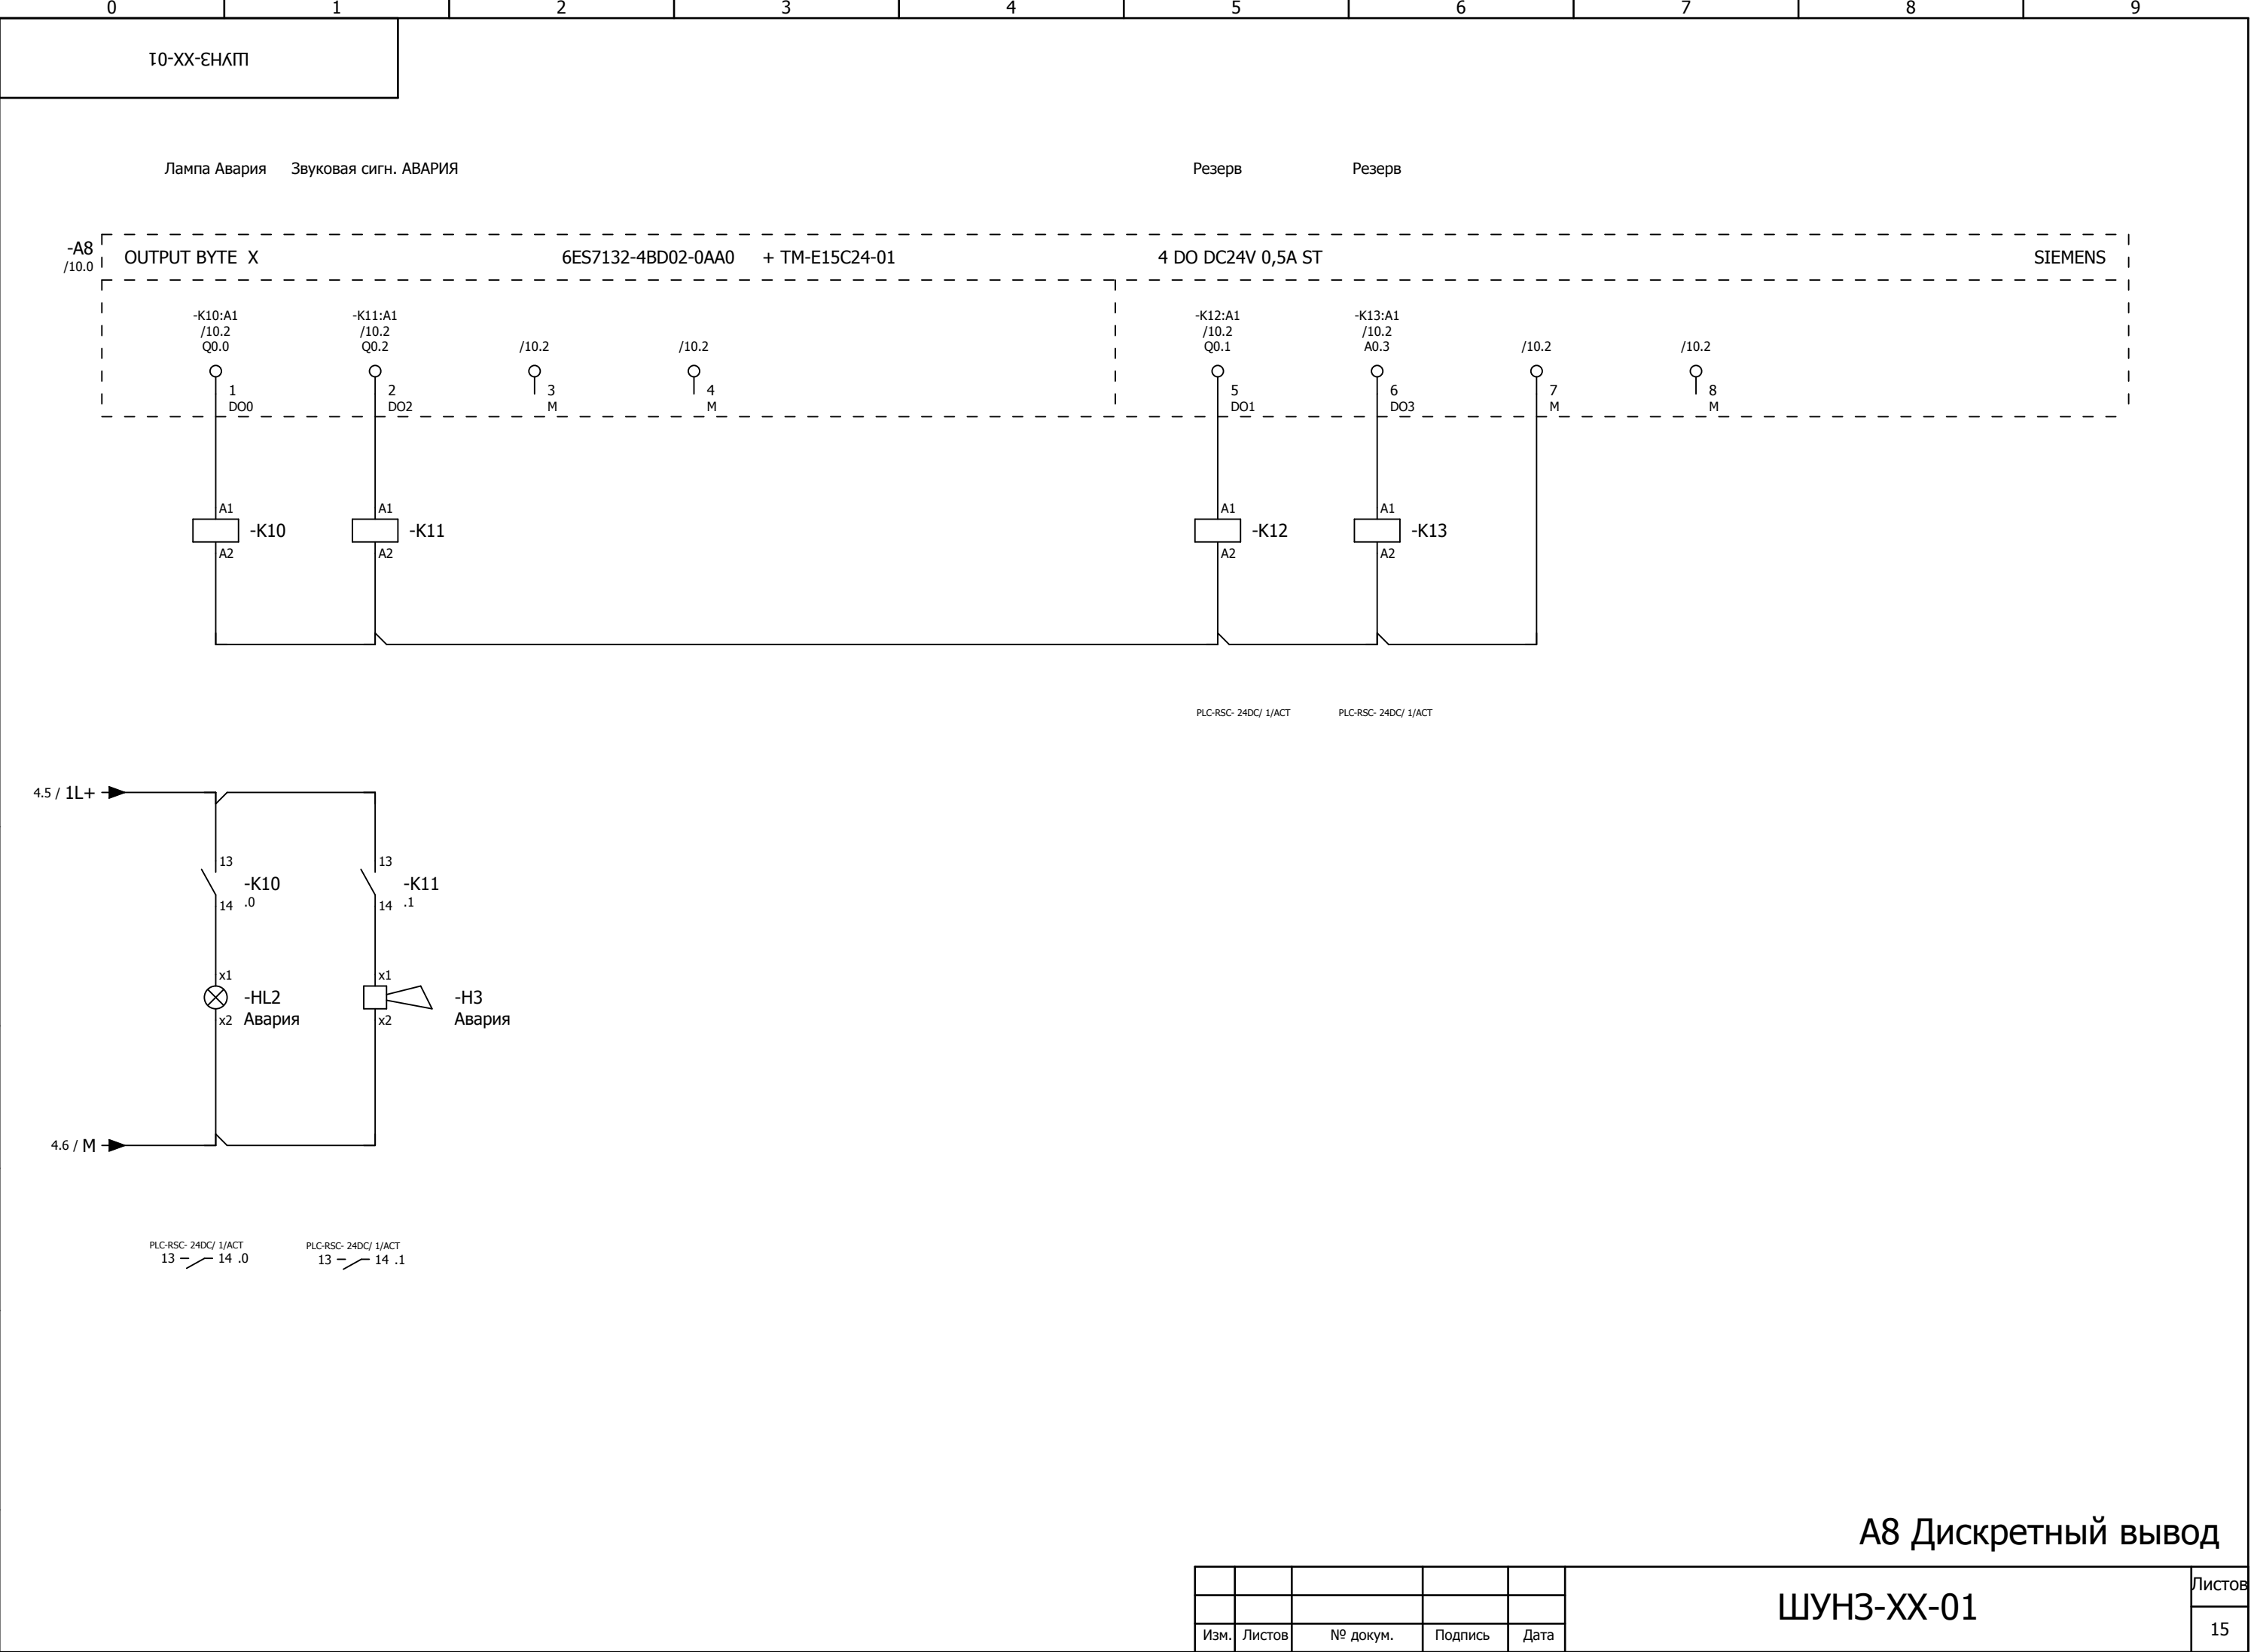 0 1 2 3 4 5 6 7 8 9
ШУНЗ-ХХ-01
Лампа Авария Звуковая сигн. АВАРИЯ Резерв Резерв
-A8
/10.0
OUTPUT BYTE X 6ES7132-4BD02-0AA0 + TM-E15C24-01 4 DO DC24V 0,5A ST SIEMENS
-K10:A1 -K11:A1 -K12:A1 -K13:A1
/10.2 /10.2 /10.2 /10.2
Q0.0 Q0.2 /10.2 /10.2 Q0.1 A0.3 /10.2 /10.2
1 2 3 4 5 6 7 8
DO0 DO2 M M DO1 DO3 M M
A1 A1 A1 A1
-K10 -K11 -K12 -K13
A2 A2 A2 A2
PLC-RSC- 24DC/ 1/ACT PLC-RSC- 24DC/ 1/ACT
4.5 / 1L+
13 13
-K10 -K11
14 .0 14 .1
x1 x1
-HL2 -H3
x2 Авария x2 Авария
4.6 / M
PLC-RSC- 24DC/ 1/ACT PLC-RSC- 24DC/ 1/ACT
13 14 .0 13 14 .1
A8 Дискретный вывод
Листов
ШУНЗ-ХХ-01
Изм. Листов № докум. Подпись Дата 15